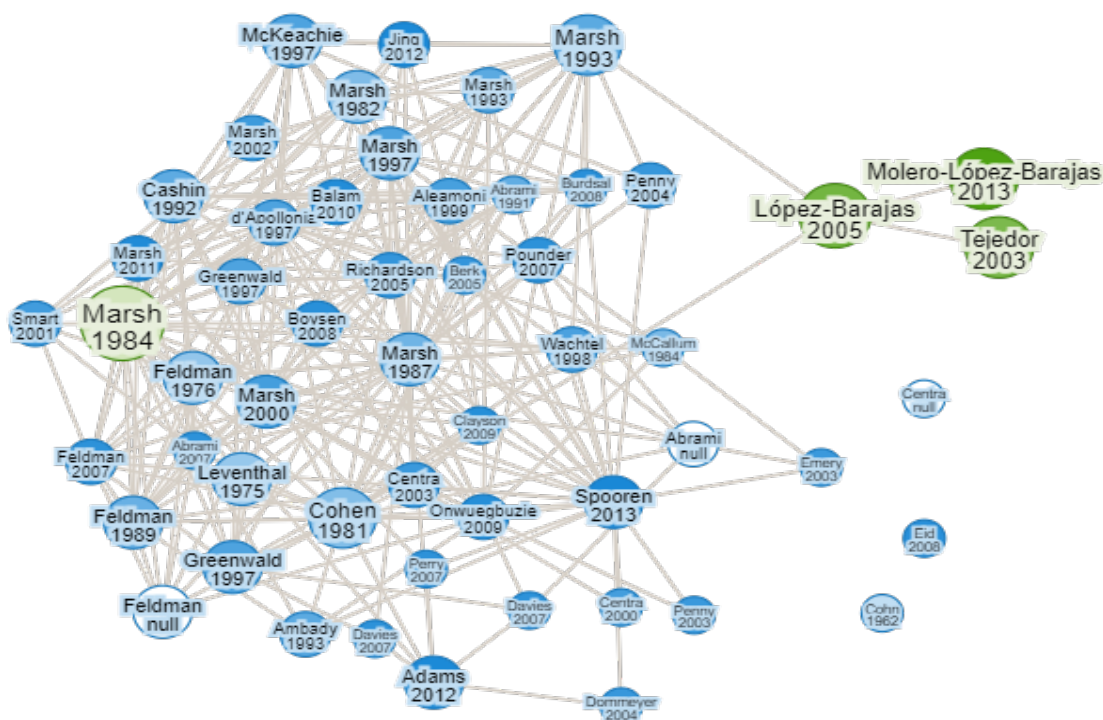 McKeachie
1997
Jing
2012
Marsh
1993
Marsh
1982
Marsh
1993
Marsh
2002
Marsh
1997
Molero-López-Barajas
2013
Cashin
1992
Balam
2010
Aleamoni
1999
Abrami
1991
Burdsal
2008
Penny
2004
López-Barajas
2005
d'Apollonia
1997
Tejedor
2003
Marsh
2011
Greenwald
1997
Richardson
2005
Berk
2005
Pounder
2007
Smart
2001
Marsh
1984
Bovsen
2008
Marsh
1987
Wachtel
1998
McCallum
1984
Feldman
1976
Marsh
2000
Centra
null
Clayson
2009
Abrami
null
Feldman
2007
Abrami
2007
Leventhal
1975
Centra
2003
Emery
2003
Spooren
2013
Feldman
1989
Cohen
1981
Onwuegbuzie
2009
Eid
2008
Greenwald
1997
Perry
2007
Feldman
null
Ambady
1993
Davies
2007
Davies
2007
Centra
2000
Penny
2003
Cohn
1962
Adams
2012
Dommeyer
2004